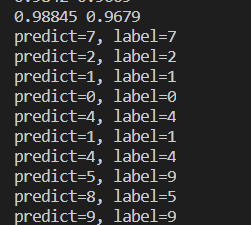 0.98845 0.9679
predict=7, label=7
predict=2, label=2
predict=1, label=1
predict=0, label=0
predict=4, label=4
predict=1, label=1
predict=4, label=4
predict=5, label=9
predict=8, label=5
predict=9, label=9